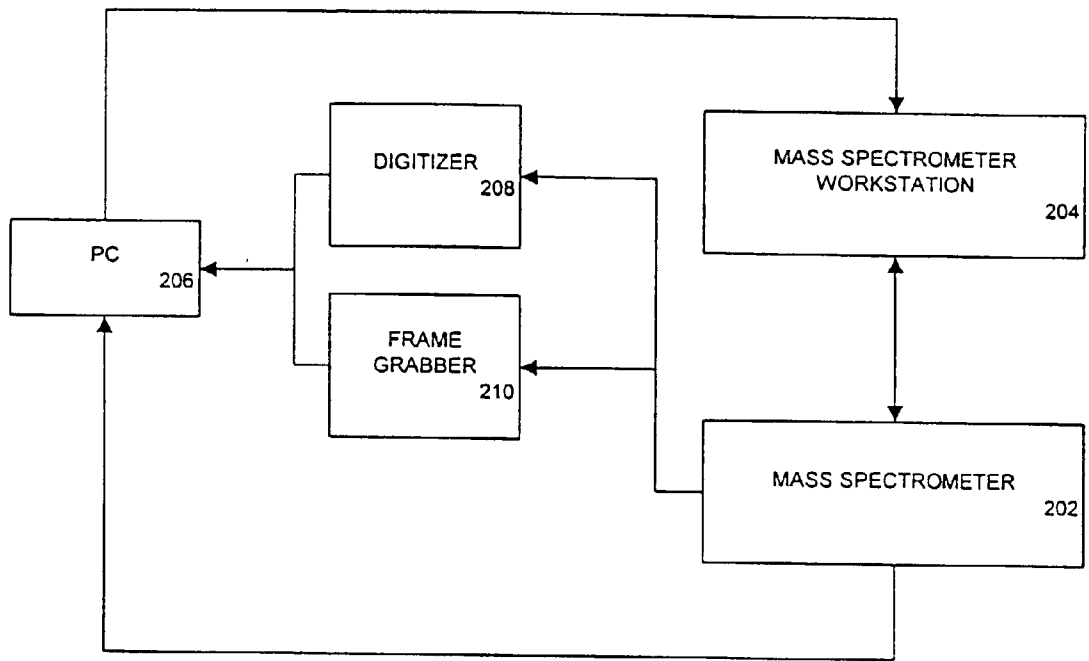 DIGITIZER
208
MASS SPECTROMETER
WORKSTATION
204
PC
206
FRAME
GRABBER
210
MASS SPECTROMETER
202